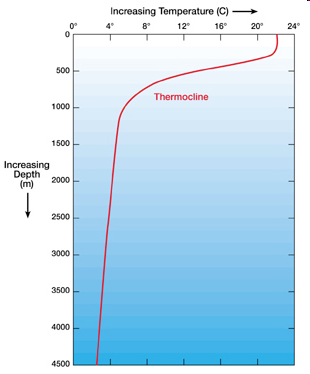 Increasing Temperature (C) →
0° 4° 8° 12° 16° 20° 24°
0
500
1000
1500
2000
2500
3000
3500
4000
4500
Thermocline
Increasing
Depth
(m)